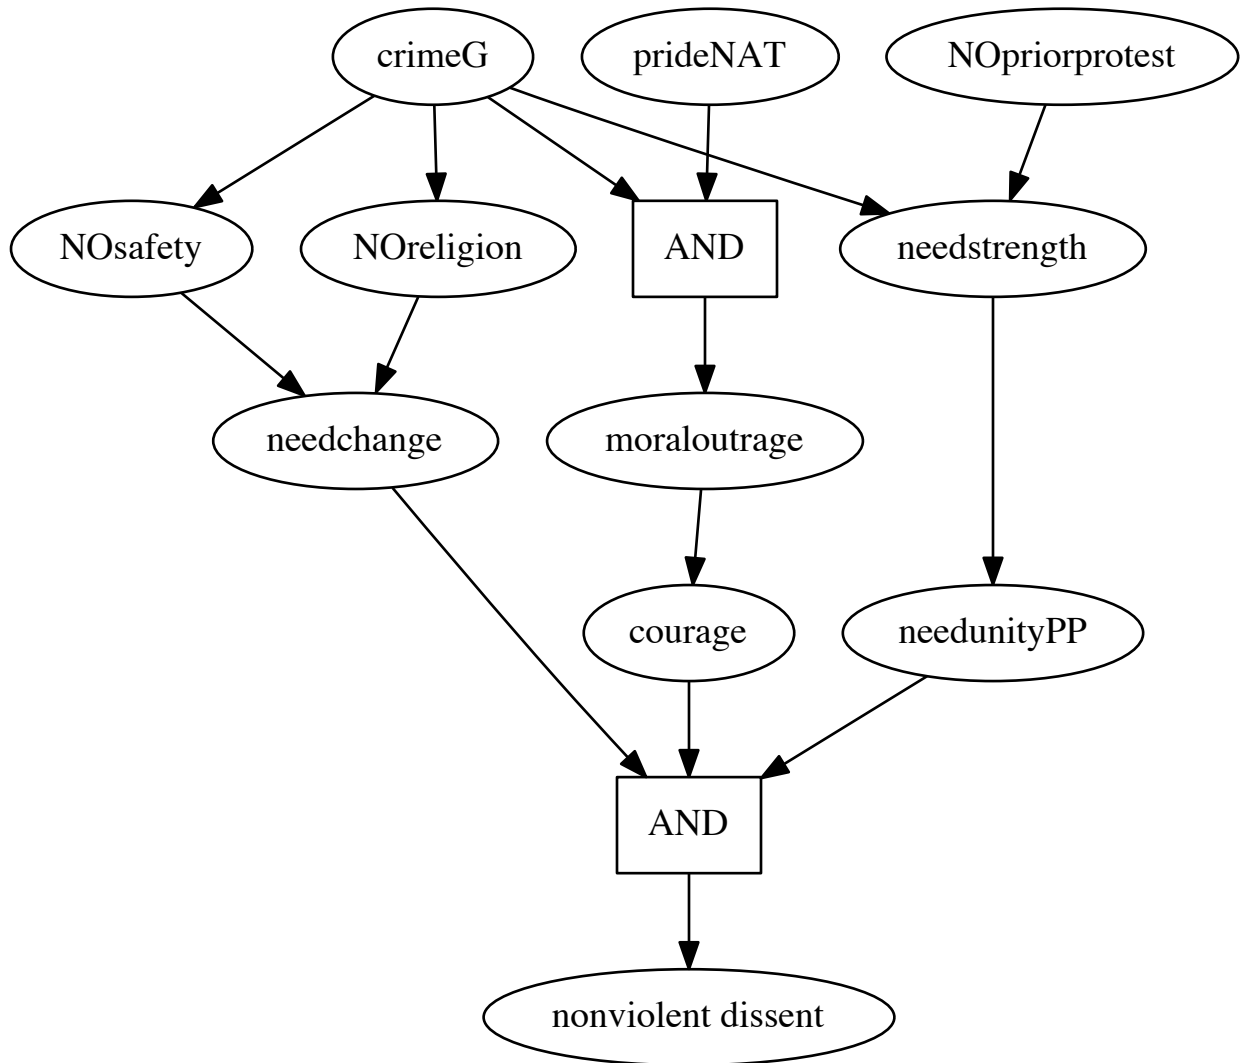 crimeG
prideNAT
NOpriorprotest
NOsafety
NOreligion
AND
needstrength
needchange
moraloutrage
courage
needunityPP
AND
nonviolent dissent